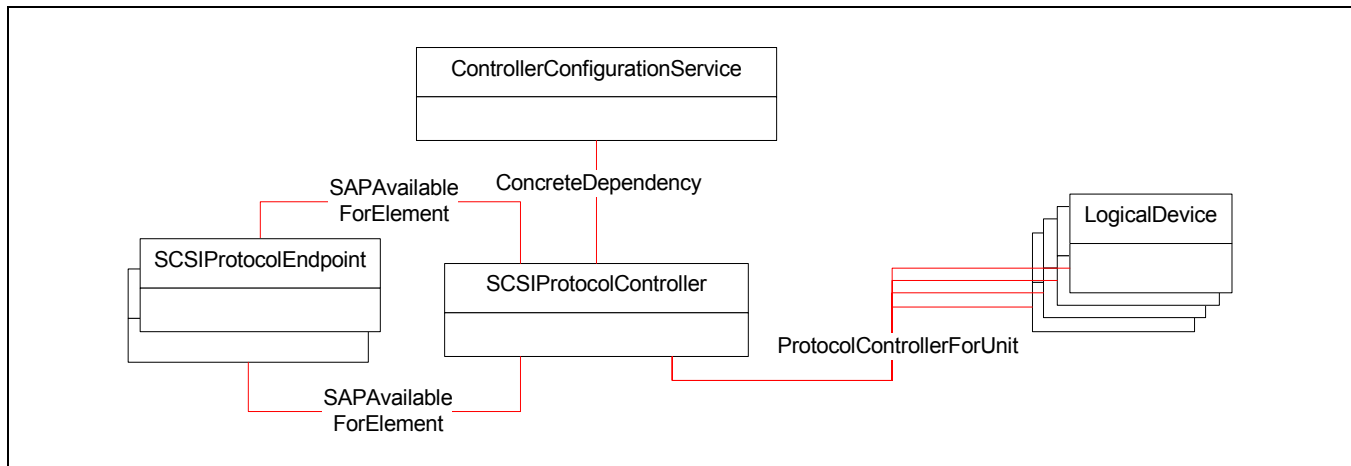 ControllerConfigurationService
ConcreteDependency
SAPAvailable
ForElement
LogicalDevice
SCSIProtocolEndpoint
SCSIProtocolController
ProtocolControllerForUnit
SAPAvailable
ForElement